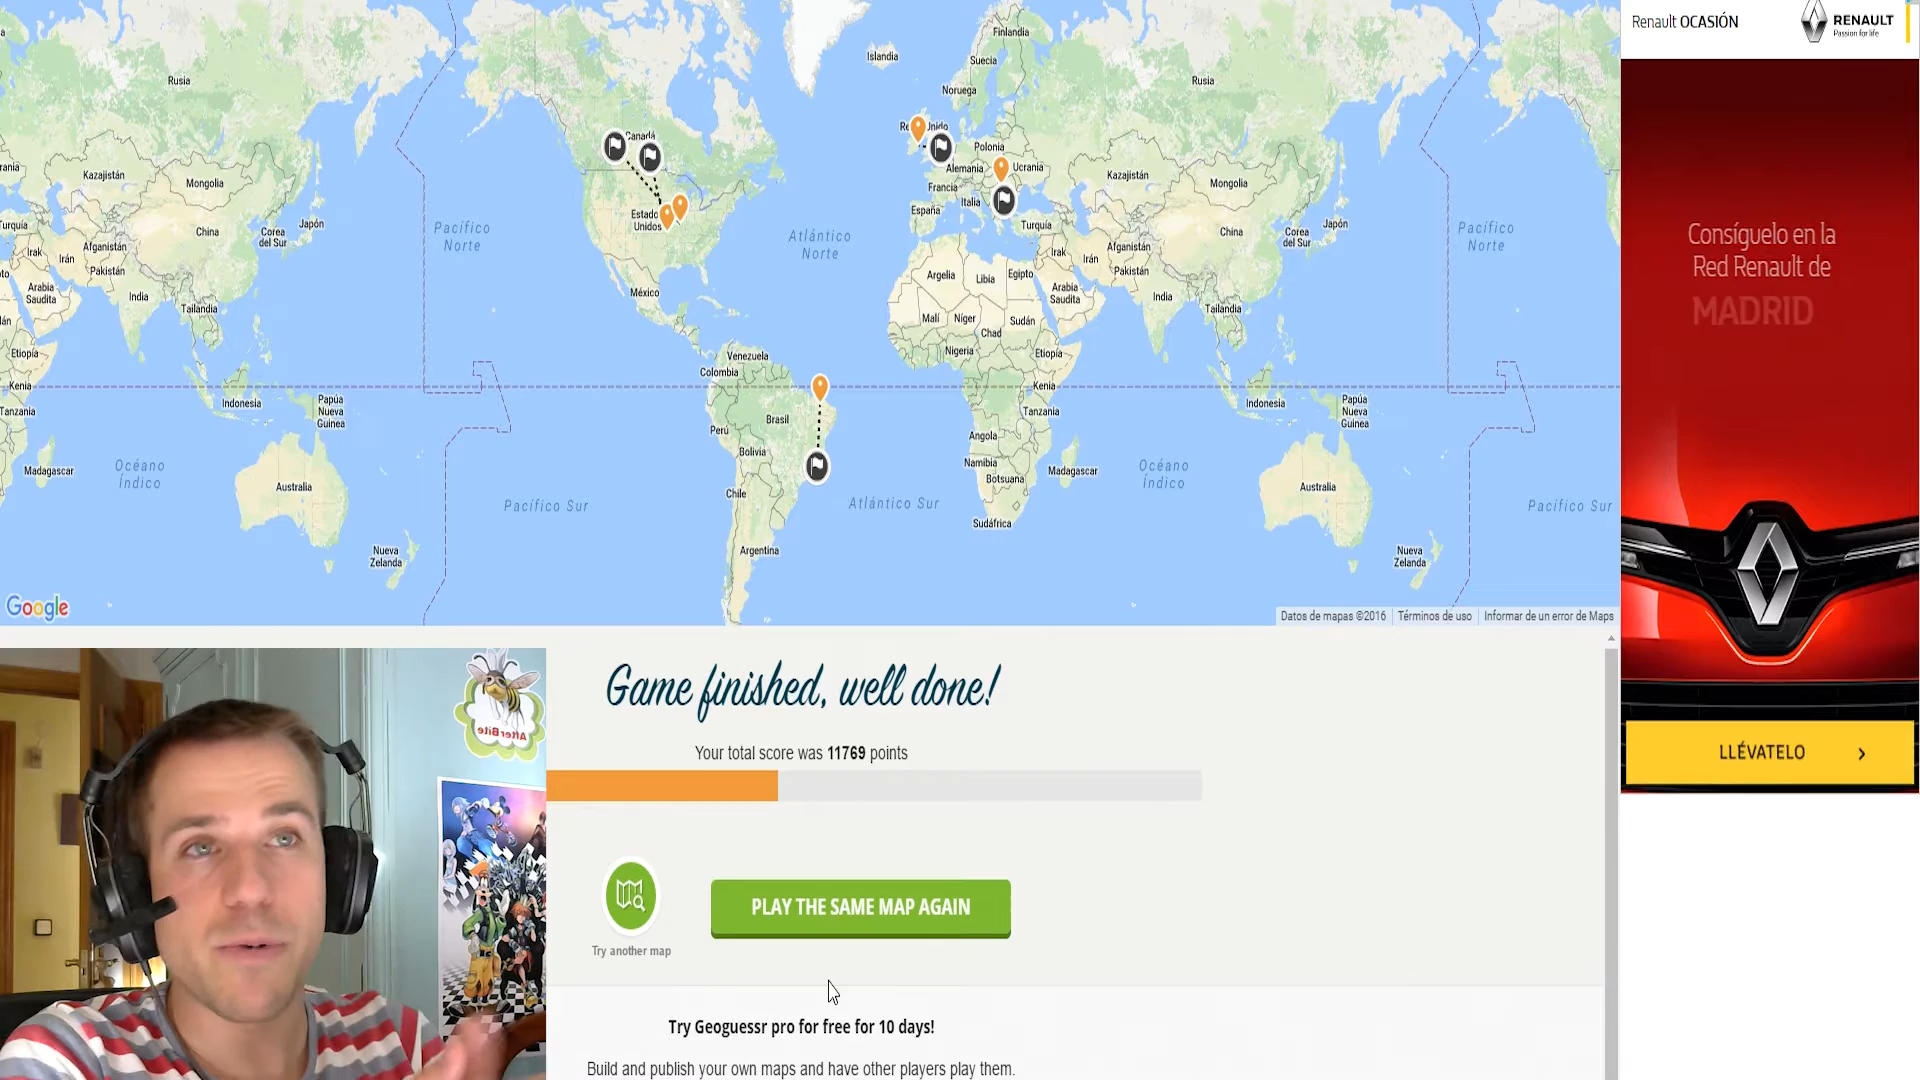 Finlandia
Islandia
Suecia
Rusia
Rusia
Noruega
Canadá
Unido
Polonia
Kazajistán
Mongolia
Alemania
Ucrania
Kazajistán
Mongolia
Francia
Italia
España
Japón
China
Corea
del Sur
Estado
Unidos
Turquía
Turquía
Afganistán
Irak
Irán
Pakistán
Pacífico
Norte
Atlántico
Norte
Irak
Irán
Afganistán
Pakistán
China
Corea
del Sur
Japón
Pacífico
Norte
Argelia
Libia
Egipto
Arabia
Saudita
India
Arabia
Saudita
India
México
Tailandia
Tailandia
Malí
Níger
Chad
Sudán
Etiopía
Nigeria
Etiopía
Venezuela
Colombia
Kenia
Kenia
Indonesia
Papúa
Nueva
Guinea
Indonesia
Papúa
Nueva
Guinea
Tanzania
Brasil
Tanzania
Perú
Angola
Bolivia
Madagascar
Océano
Índico
Namibia
Botsuana
Madagascar
Océano
Índico
Australia
Chile
Australia
Pacífico Sur
Atlántico Sur
Pacífico Sur
Sudáfrica
Nueva
Zelanda
Argentina
Nueva
Zelanda
Google
Datos de mapas ©2016
Términos de uso
Informar de un error de Maps
Renault OCASIÓN
RENAULT
Passion for life
Consíguelo en la
Red Renault de
MADRID
LLÉVATELO
AfterBite
Game finished, well done!
Your total score was 11769 points
Try another map
PLAY THE SAME MAP AGAIN
Try Geoguessr pro for free for 10 days!
Build and publish your own maps and have other players play them.